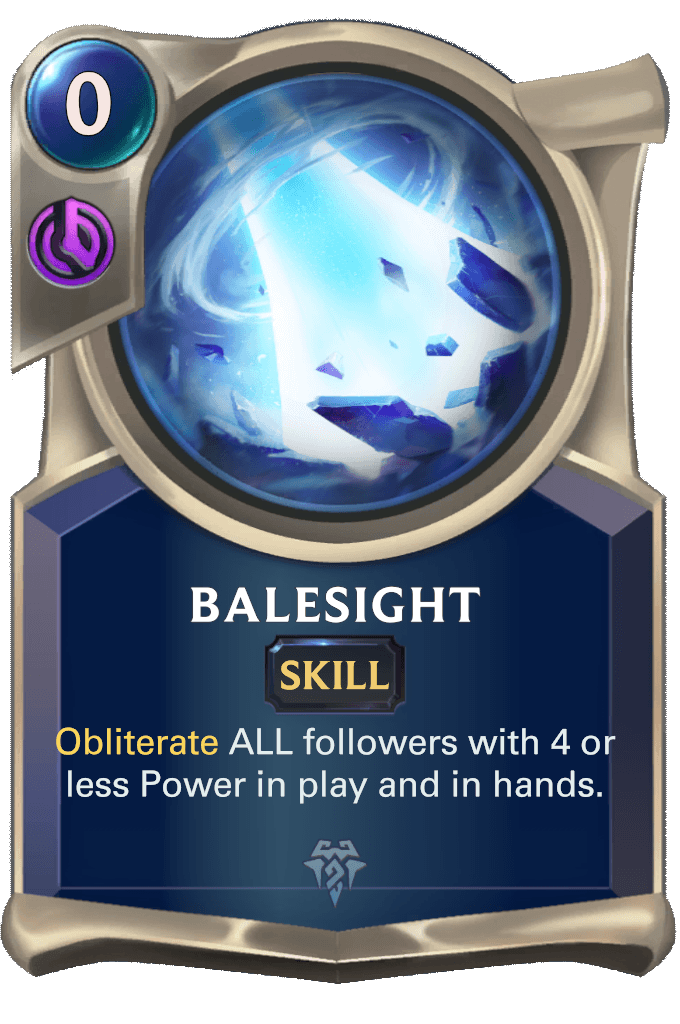 0
BALESIGHT
SKILL
Obliterate ALL followers with 4 or
less Power in play and in hands.